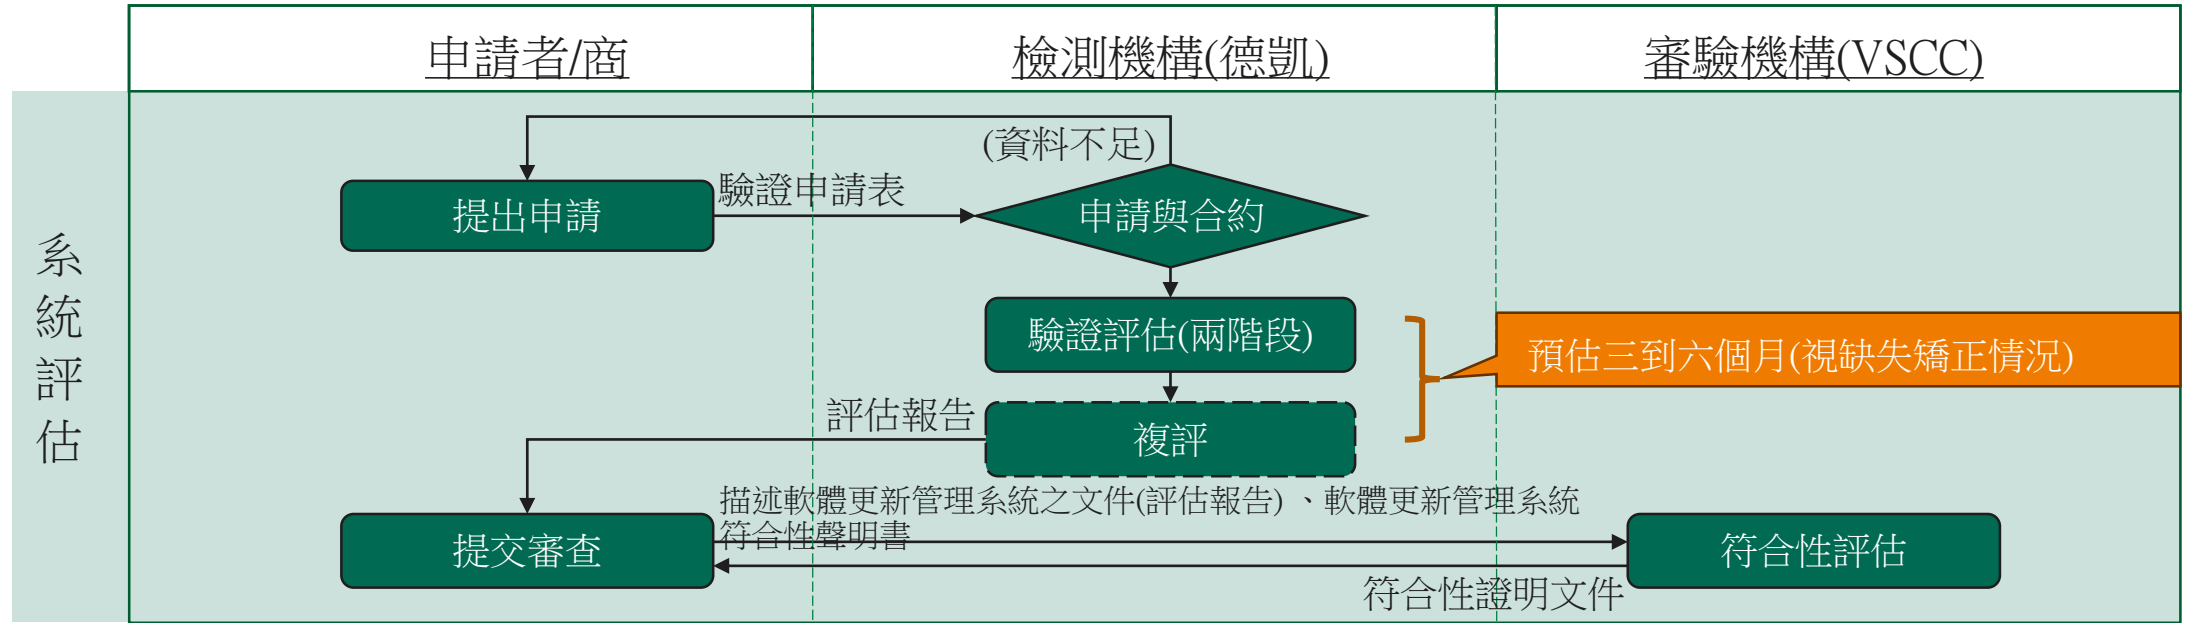 申請者/商
檢測機構(德凱)
審驗機構(VSCC)
系統評估
(資料不足)
提出申請
驗證申請表
申請與合約
驗證評估(兩階段)
預估三到六個月(視缺失矯正情況)
評估報告
複評
描述軟體更新管理系統之文件(評估報告) 、軟體更新管理系統
符合性聲明書
提交審查
符合性評估
符合性證明文件